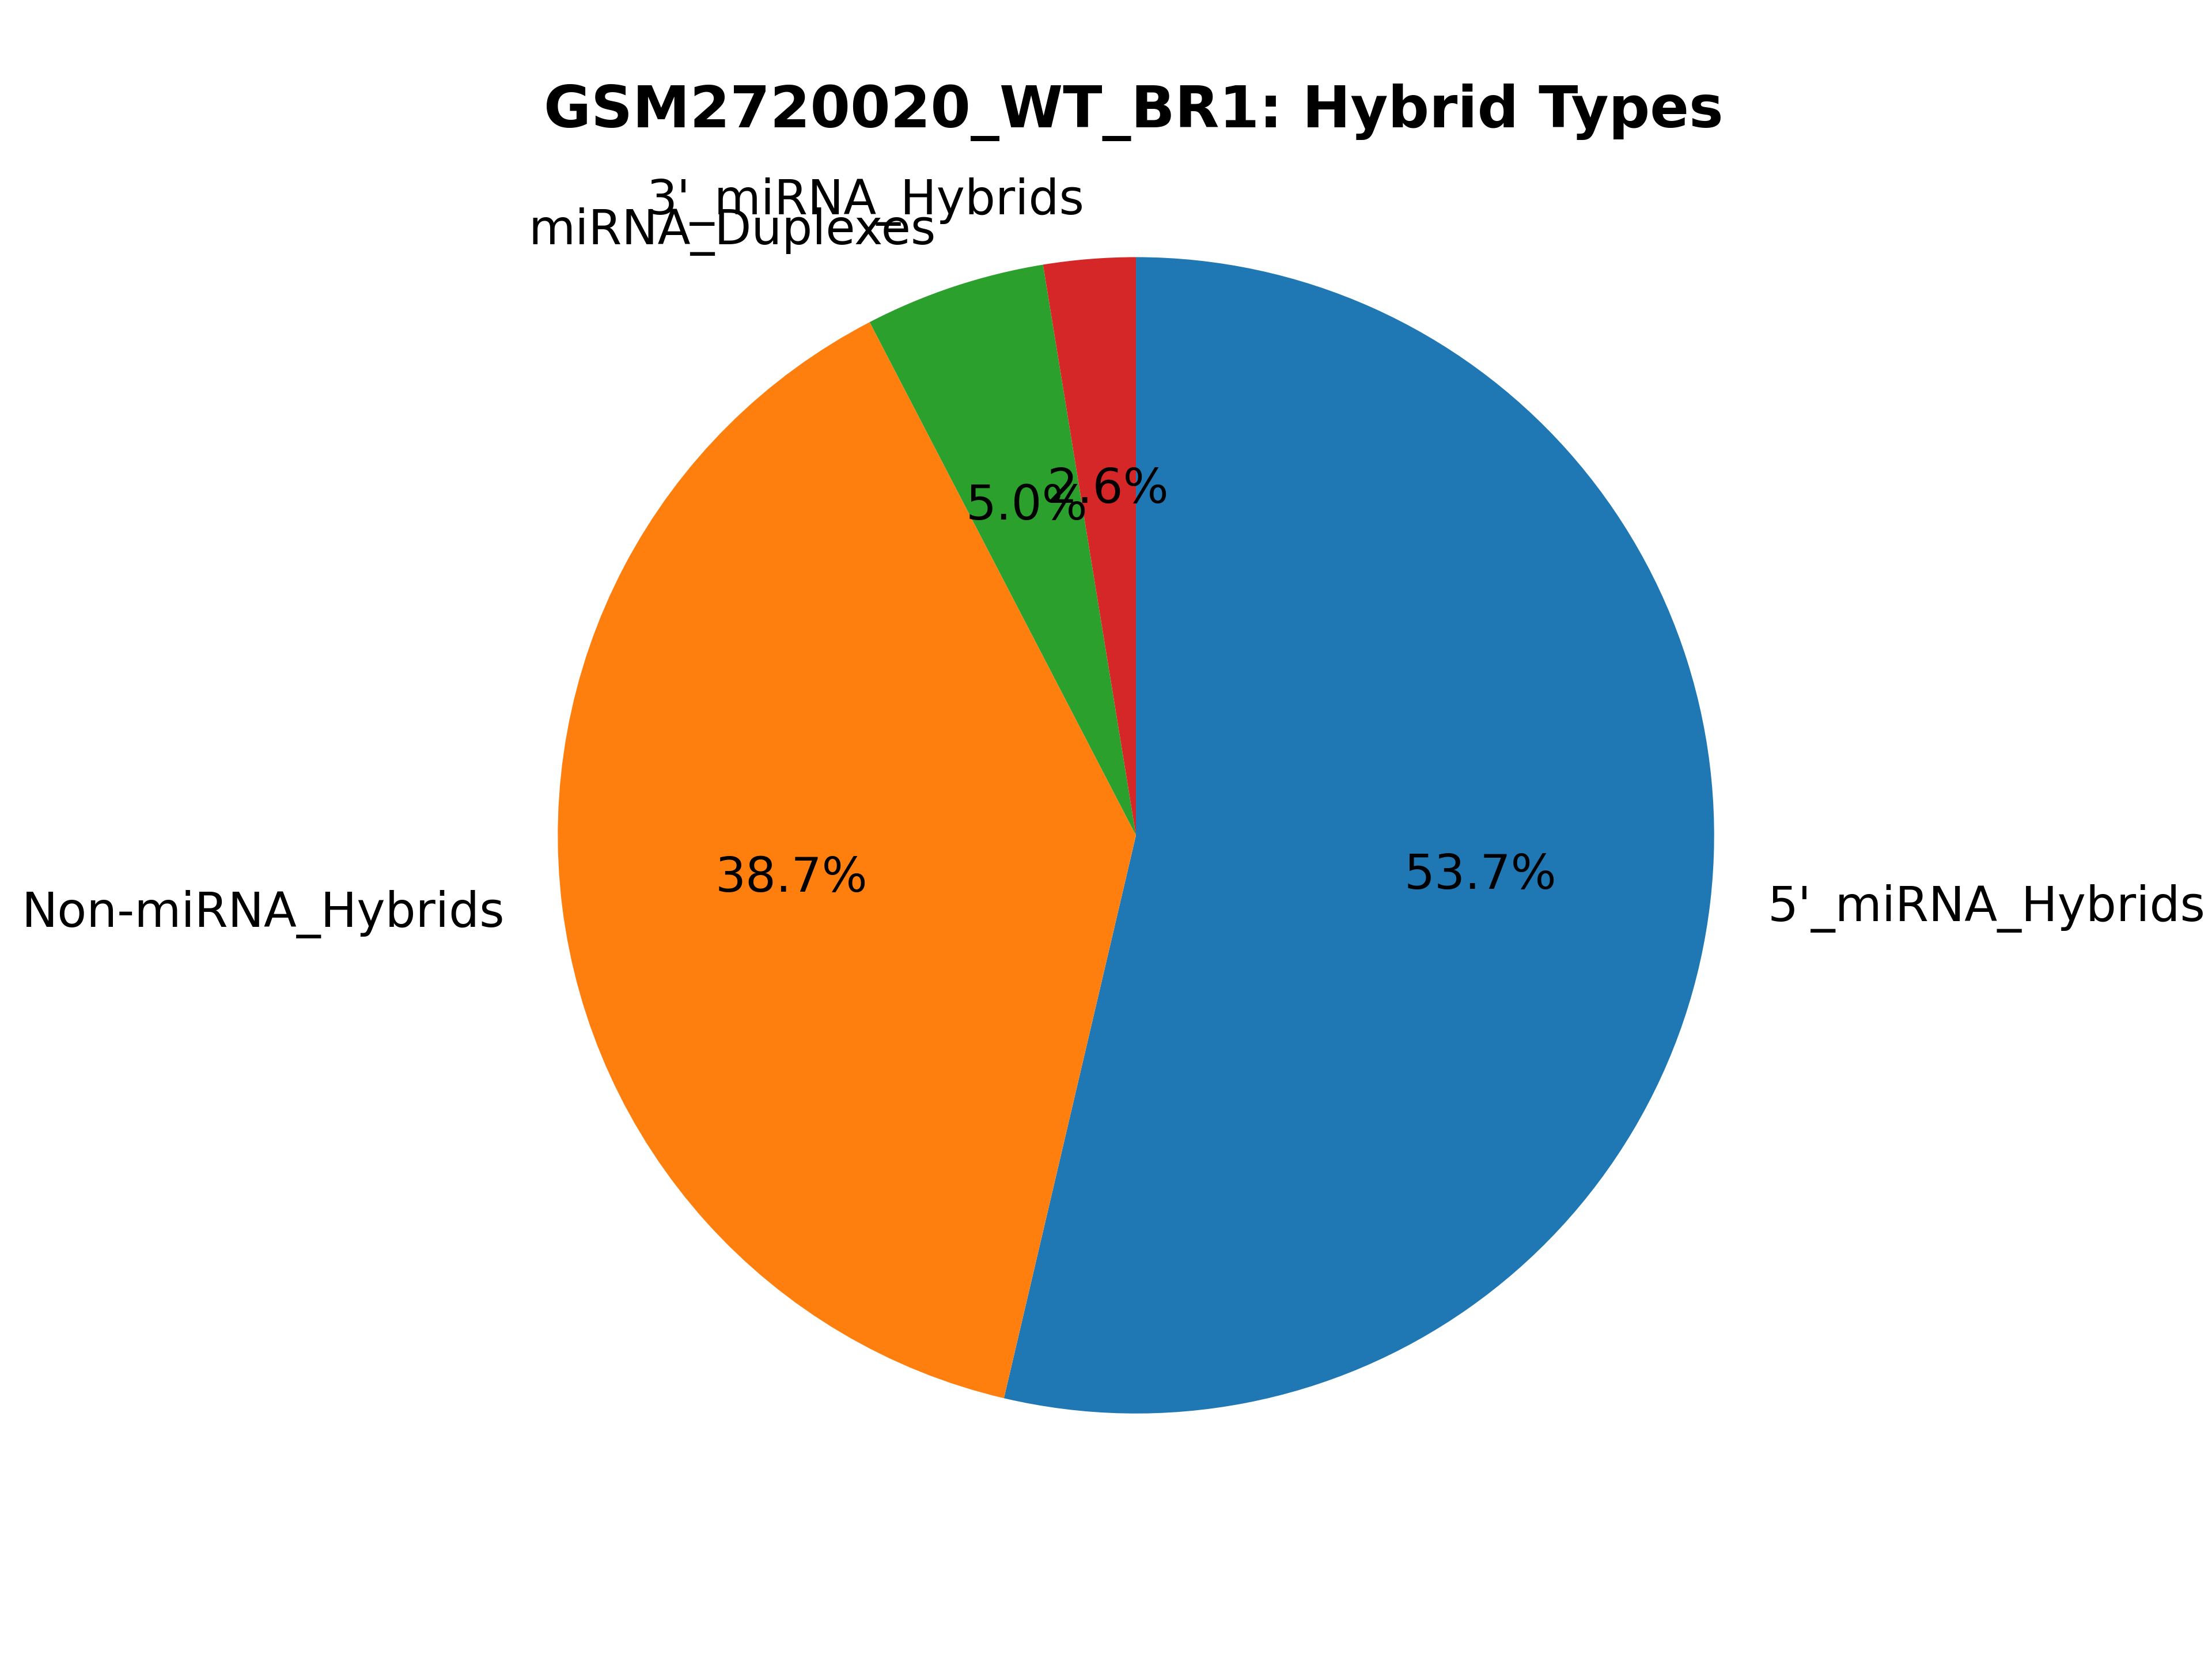 GSM2720020_WT_BR1: Hybrid Types
3'_miRNA_Hybrids
miRNA_Duplexes
2.6%
5.0%
53.7%
38.7%
5'_miRNA_Hybrids
Non-miRNA_Hybrids